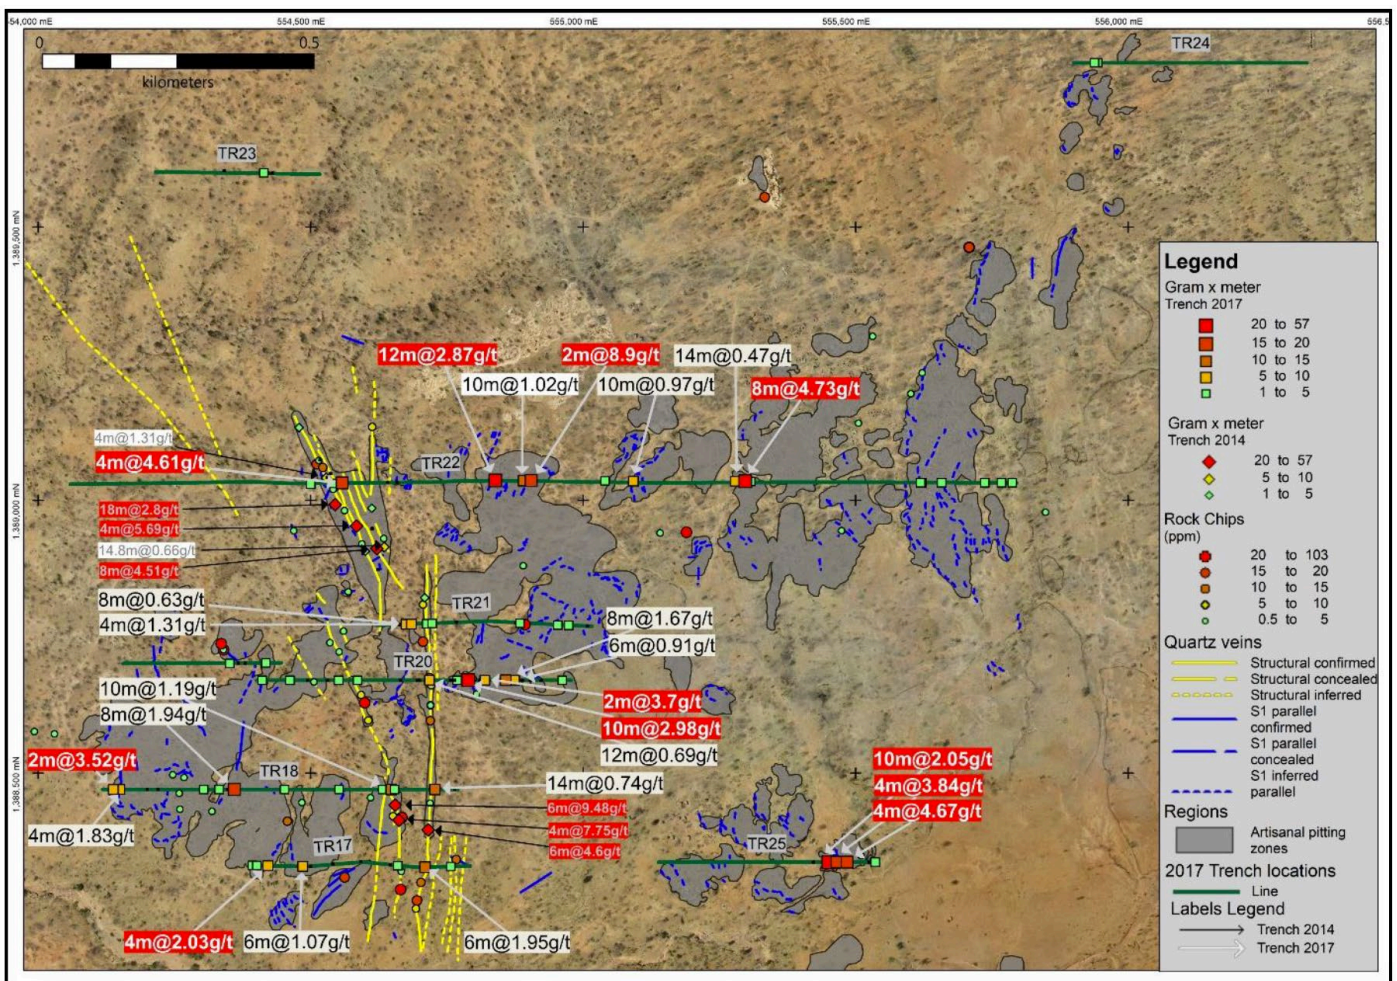 554,000 mE
554,500 mE
555,000 mE
555,500 mE
556,000 mE
556,5
0
0.5
kilometers
TR24
TR23
1,389,500 mN
Legend
Gram x meter
Trench 2017
20 to 57
15 to 20
10 to 15
5 to 10
1 to 5
Gram x meter
Trench 2014
20 to 57
5 to 10
1 to 5
Rock Chips
(ppm)
20 to 103
15 to 20
10 to 15
5 to 10
0.5 to 5
Quartz veins
Structural confirmed
Structural concealed
Structural inferred
S1 parallel
confirmed
S1 parallel
concealed
S1 inferred
parallel
Regions
Artisanal pitting
zones
2017 Trench locations
Line
Labels Legend
Trench 2014
Trench 2017
12m@2.87g/t
2m@8.9g/t
14m@0.47g/t
10m@1.02g/t
10m@0.97g/t
8m@4.73g/t
4m@1.31g/t
4m@4.61g/t
TR22
1,389,000 mN
18m@2.8g/t
4m@5.69g/t
14.8m@0.66g/t
8m@4.51g/t
8m@0.63g/t
4m@1.31g/t
TR21
8m@1.67g/t
6m@0.91g/t
TR20
10m@1.19g/t
8m@1.94g/t
2m@3.7g/t
10m@2.98g/t
12m@0.69g/t
2m@3.52g/t
TR18
14m@0.74g/t
10m@2.05g/t
4m@3.84g/t
4m@4.67g/t
1,388,500 mN
6m@9.48g/t
4m@7.75g/t
6m@4.6g/t
4m@1.83g/t
TR17
TR25
4m@2.03g/t
6m@1.07g/t
6m@1.95g/t